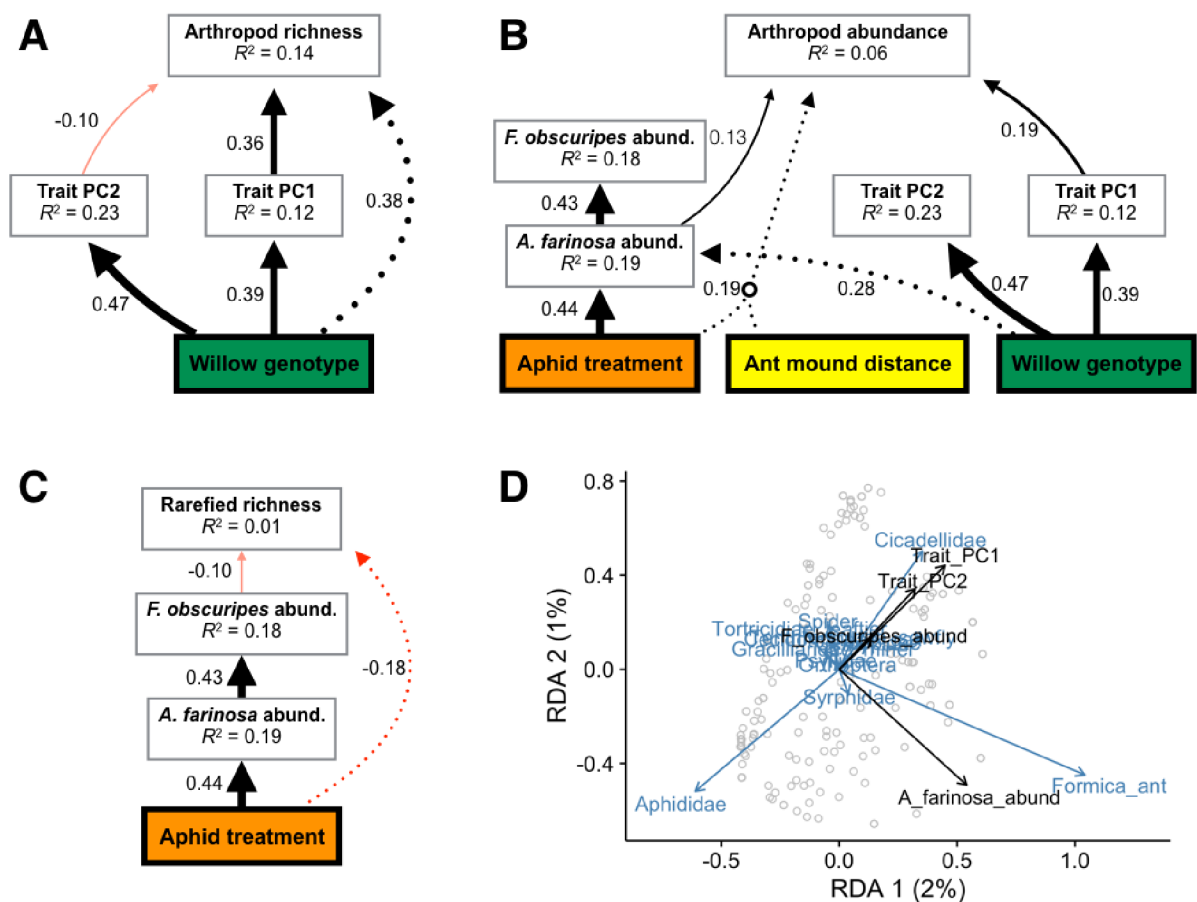 A
Arthropod richness
R² = 0.14
-0.10
0.36
0.38
Trait PC2
R² = 0.23
Trait PC1
R² = 0.12
0.47
0.39
Willow genotype
B
Arthropod abundance
R² = 0.06
F. obscuripes abund.
R² = 0.18
0.13
0.19
0.43
A. farinosa abund.
R² = 0.19
Trait PC2
R² = 0.23
Trait PC1
R² = 0.12
0.44
0.19
0.28
0.47
0.39
Aphid treatment
Ant mound distance
Willow genotype
C
Rarefied richness
R² = 0.01
-0.10
F. obscuripes abund.
R² = 0.18
0.43
-0.18
A. farinosa abund.
R² = 0.19
0.44
Aphid treatment
D
RDA 2 (1%)
0.8
0.4
0.0
-0.4
Cicadellidae
Trait_PC1
Trait_PC2
Spider
F_obscuripes_abund
Syrphidae
Aphididae
A_farinosa_abund
Formica_ant
-0.5
0.0
0.5
1.0
RDA 1 (2%)